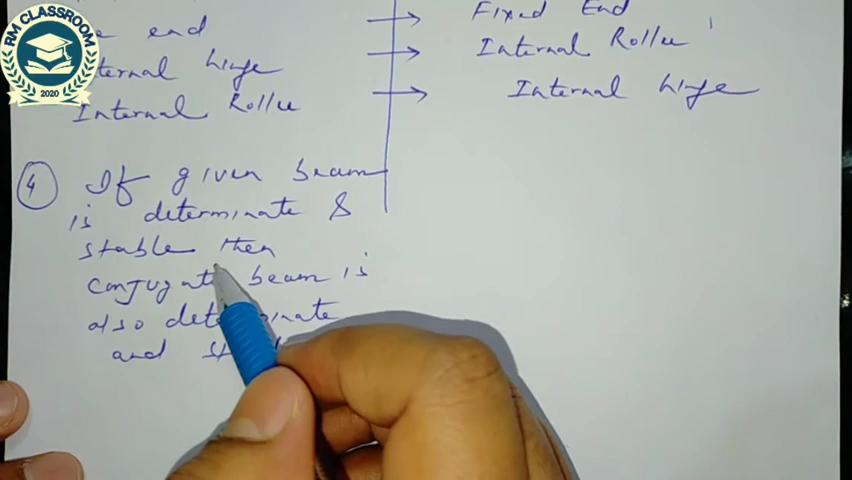 RM CLASSROOM
2020
end
Fixed End
Internal Roller
ternal hinge
Internal hinge
Internal Roller
4 If given beam
is determinate &
stable then
conjugate beam is
also determinate
and